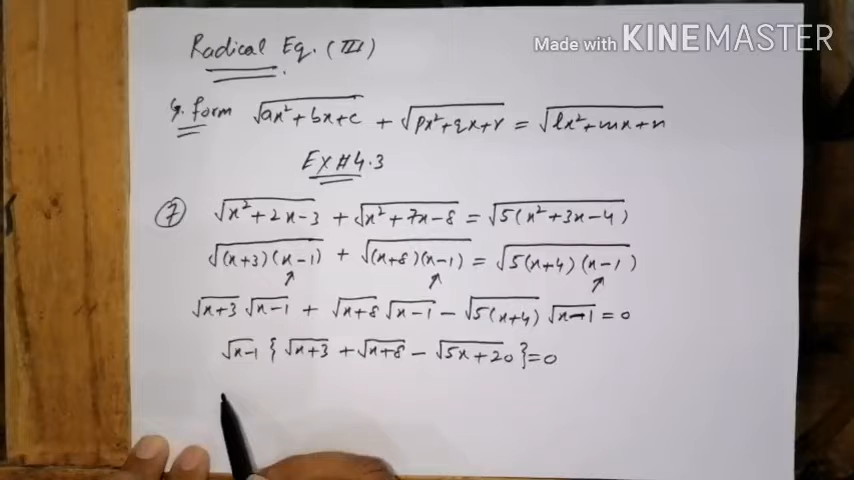 Radical Eq. (III)
Made with KINEMASTER
form √(ax²+bx+c) + √(px²+qx+r) = √(lx²+mx+n)
EX#4.3
⑦ √(x²+2x-3) + √(x²+7x-8) = √(5(x²+3x-4))
√((x+3)(x-1)) + √((x+8)(x-1)) = √(5(x+4)(x-1))
√(x+3) √(x-1) + √(x+8) √(x-1) - √(5(x+4)) √(x-1) = 0
√(x-1) {√(x+3) + √(x+8) - √(5x+20)} = 0